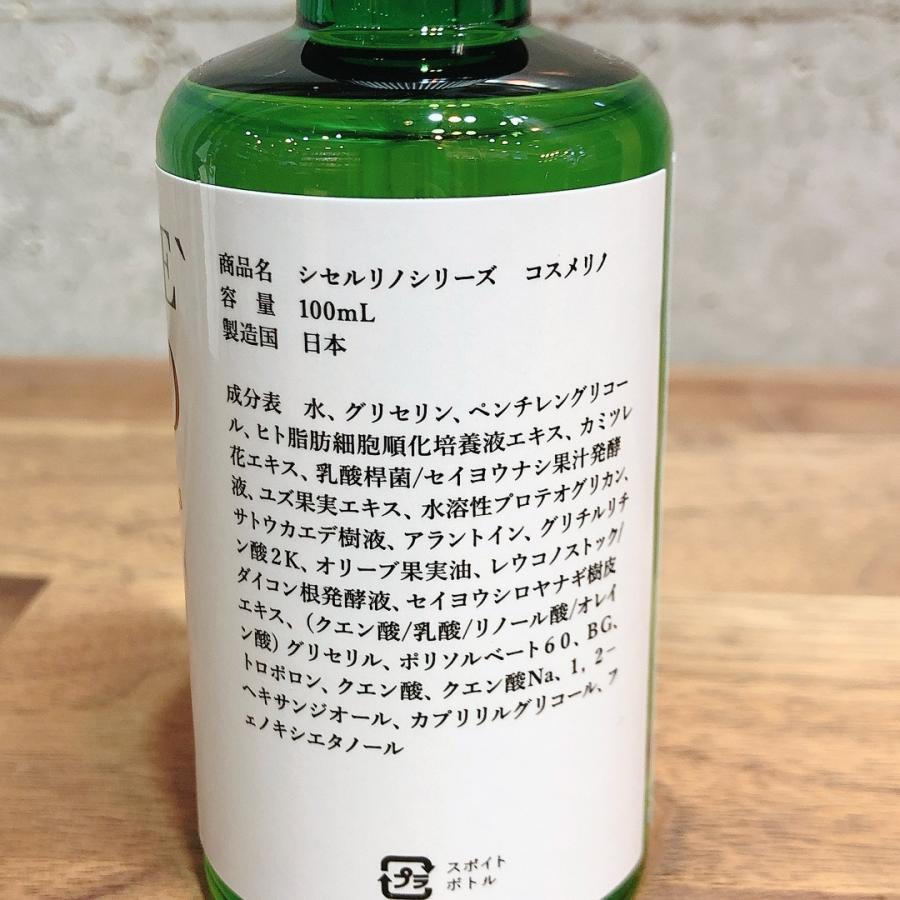 商品名 シセルリノシリーズ コスメリノ
容 量 100mL
製造国 日本
成分表 水、グリセリン、ペンチレングリコー
ル、ヒト脂肪細胞順化培養液エキス、カミツレ
花エキス、乳酸桿菌/セイヨウナシ果汁発酵
液、ユズ果実エキス、水溶性プロテオグリカン、
サトウカエデ樹液、アラントイン、グリチルリチ
ン酸2K、オリーブ果実油、レウコノストック/
ダイコン根発酵液、セイヨウシロヤナギ樹皮
エキス、(クエン酸/乳酸/リノール酸/オレイ
ン酸)グリセリル、ポリソルベート60、BG、
トロポロン、クエン酸、クエン酸Na、1,2-
ヘキサンジオール、カプリリルグリコール、フ
ェノキシエタノール
プラ
スポイト
ボトル